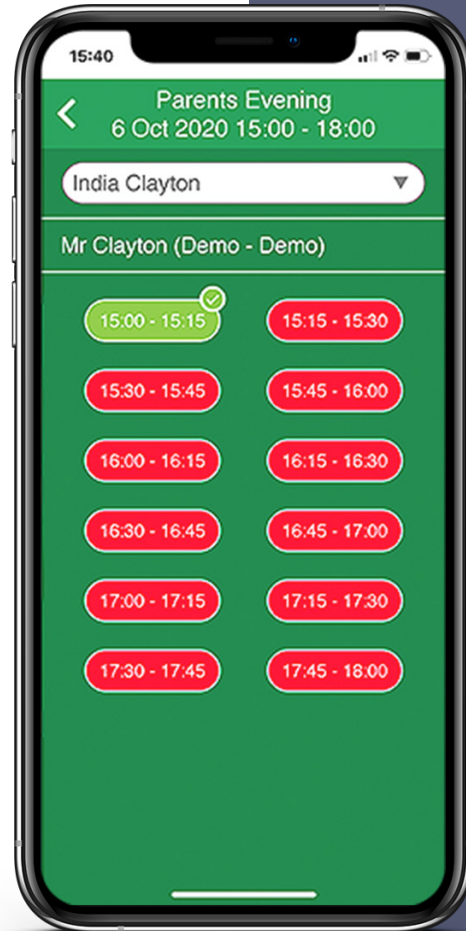 15:40
Parents Evening
6 Oct 2020 15:00 - 18:00
India Clayton
Mr Clayton (Demo - Demo)
15:00 - 15:15
15:15 - 15:30
15:30 - 15:45
15:45 - 16:00
16:00 - 16:15
16:15 - 16:30
16:30 - 16:45
16:45 - 17:00
17:00 - 17:15
17:15 - 17:30
17:30 - 17:45
17:45 - 18:00